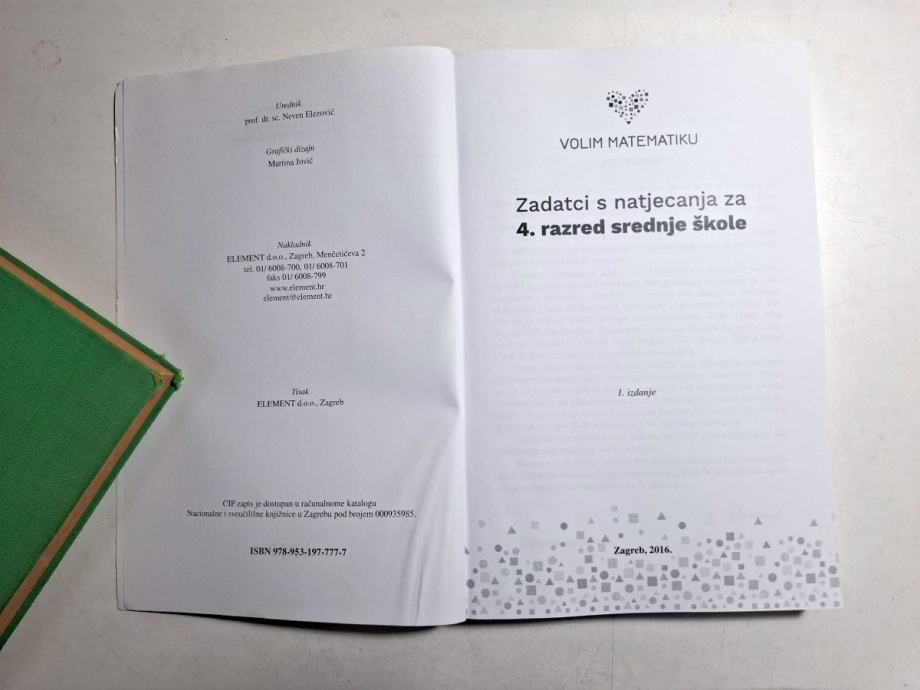 Urednik
prof. dr. sc. Neven Elezović
Grafički dizajn
Martina Jović
Nakladnik
ELEMENT d.o.o., Zagreb, Menčetićeva 2
tel. 01/ 6008-700, 01/ 6008-701
faks 01/ 6008-799
www.element.hr
element@element.hr
Tisak
ELEMENT d.o.o., Zagreb
CIP zapis je dostupan u računalnome katalogu
Nacionalne i sveučilišne knjižnice u Zagrebu pod brojem 000935985.
ISBN 978-953-197-777-7
VOLIM MATEMATIKU
Zadatci s natjecanja za
4. razred srednje škole
1. izdanje
Zagreb, 2016.